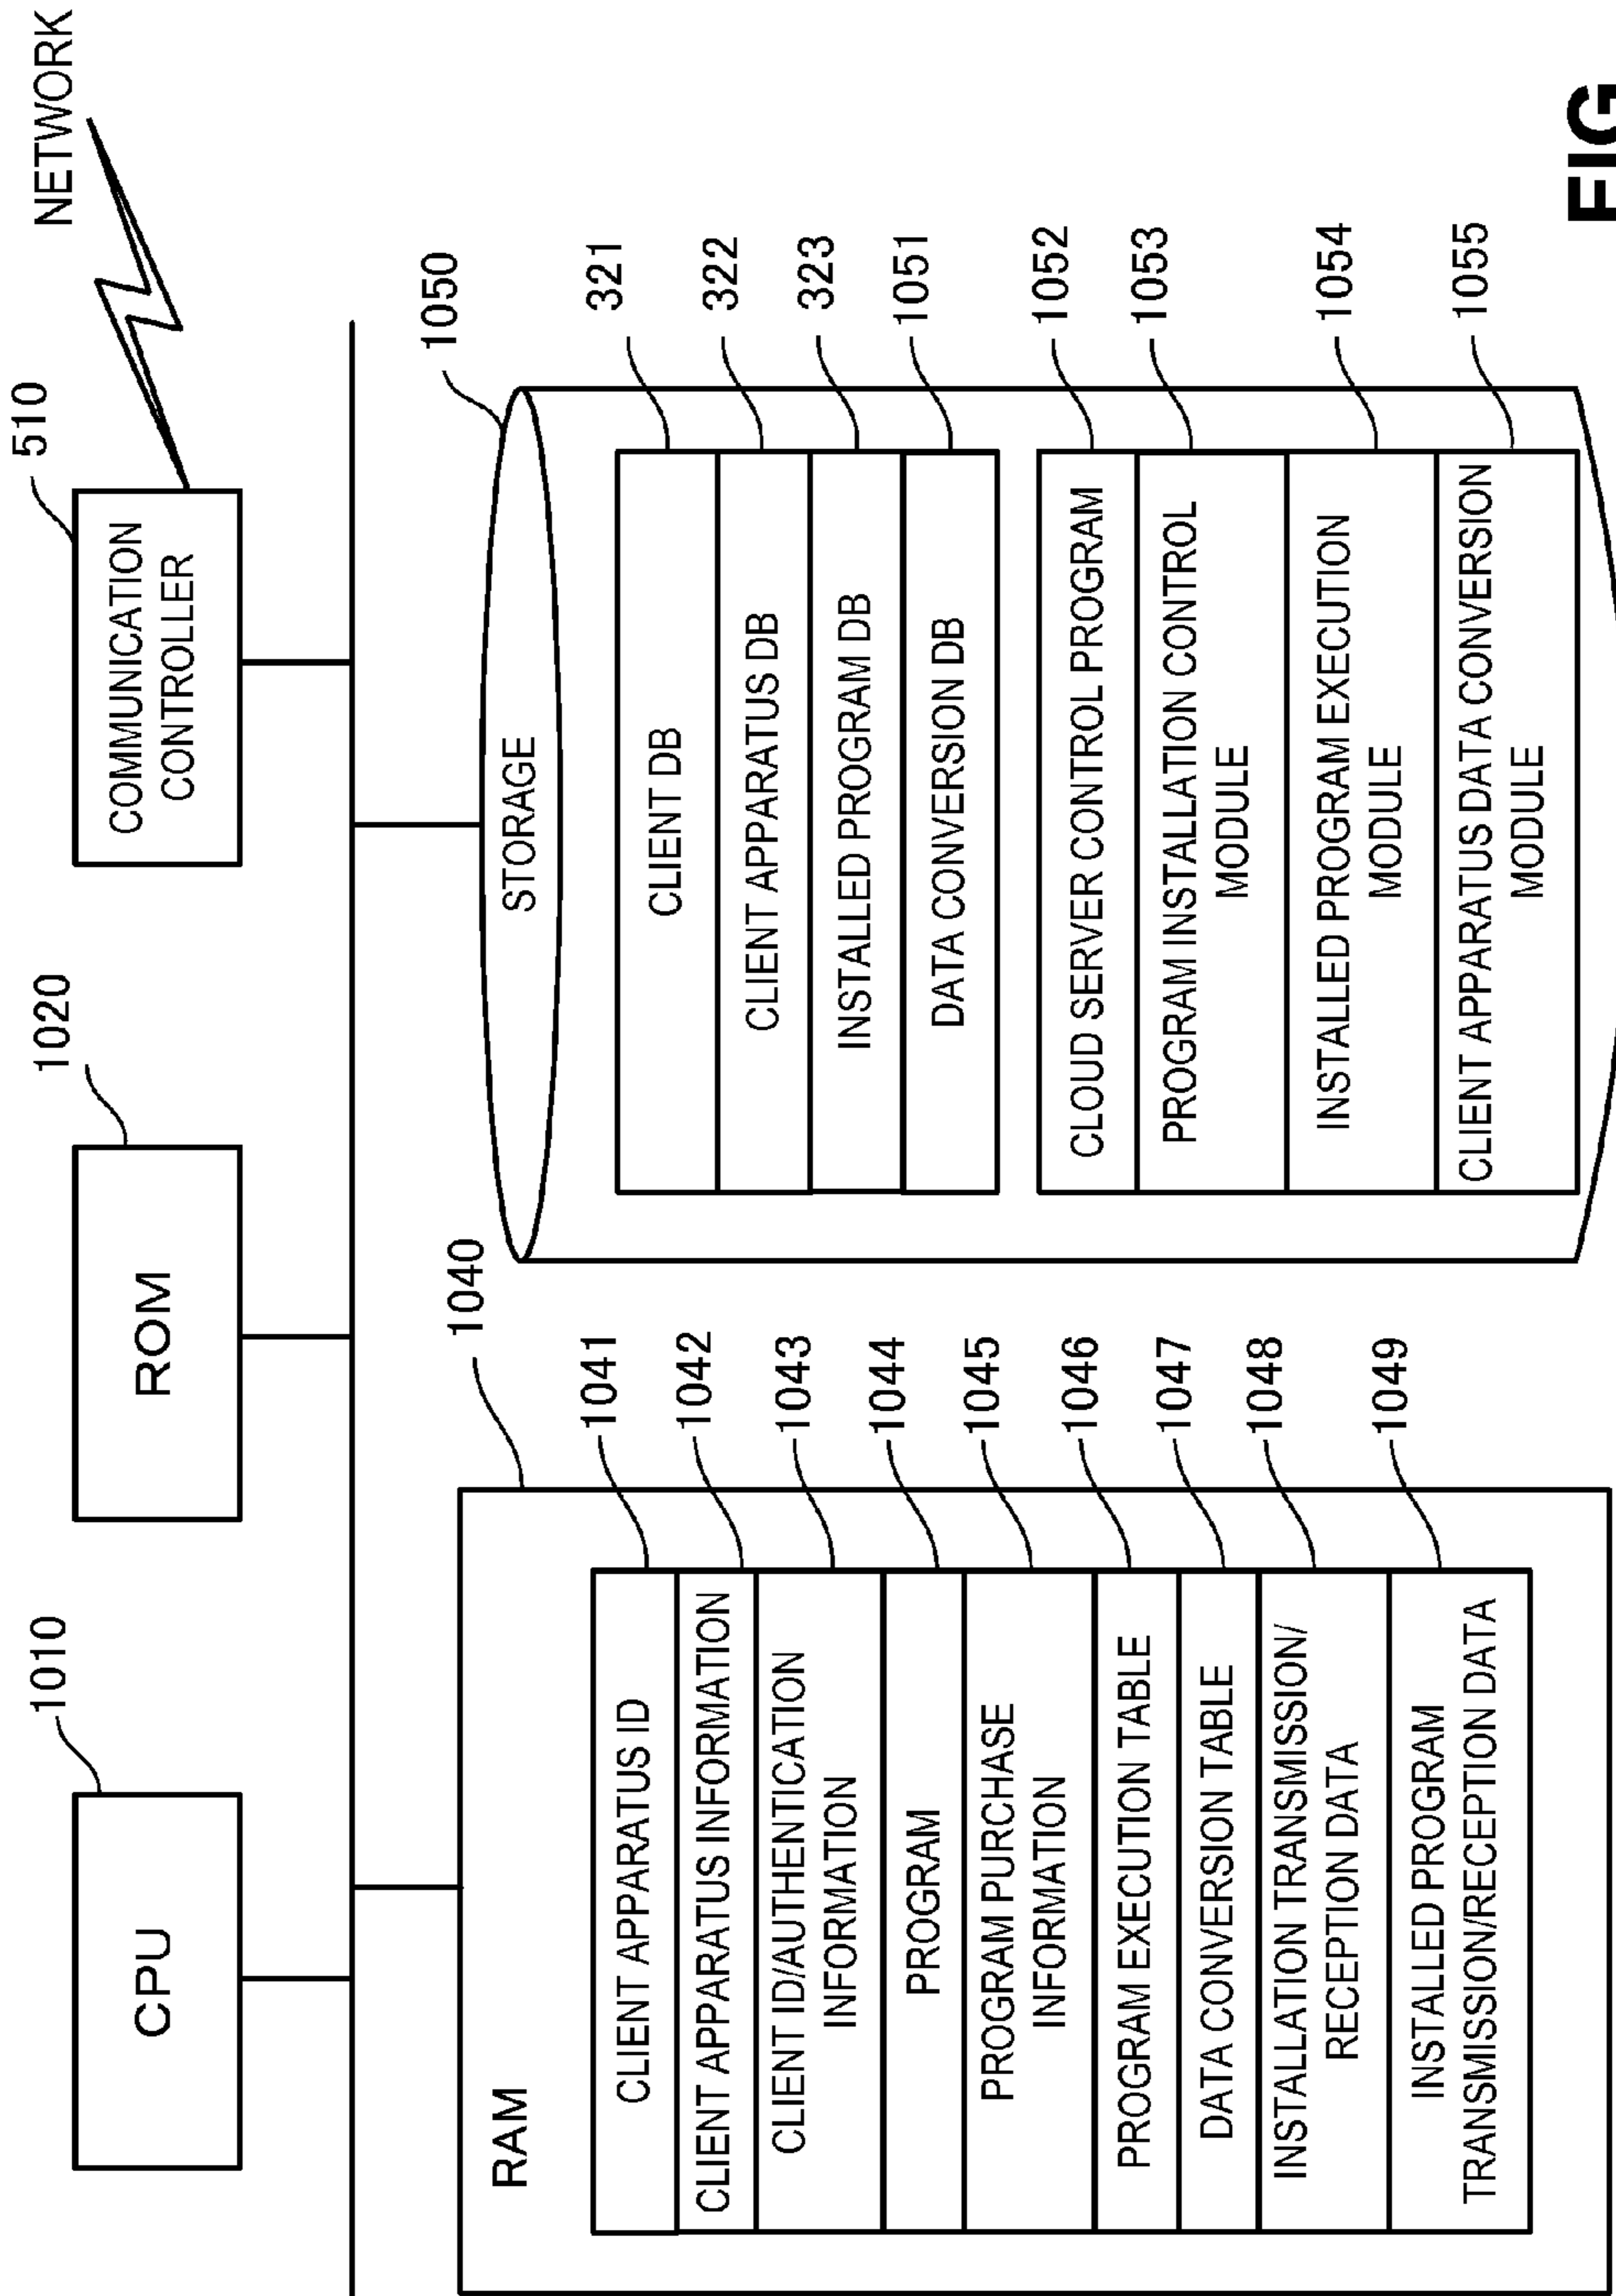 1010
CPU
1020
ROM
510
COMMUNICATION
CONTROLLER
NETWORK
1040
RAM
CLIENT APPARATUS ID
1041
CLIENT APPARATUS INFORMATION
1042
CLIENT ID/AUTHENTICATION
INFORMATION
1043
PROGRAM
1044
PROGRAM PURCHASE
INFORMATION
1045
PROGRAM EXECUTION TABLE
1046
DATA CONVERSION TABLE
1047
INSTALLATION TRANSMISSION/
RECEPTION DATA
1048
INSTALLED PROGRAM
TRANSMISSION/RECEPTION DATA
1049
1050
STORAGE
CLIENT DB
321
CLIENT APPARATUS DB
322
INSTALLED PROGRAM DB
323
DATA CONVERSION DB
1051
CLOUD SERVER CONTROL PROGRAM
1052
PROGRAM INSTALLATION CONTROL
MODULE
1053
INSTALLED PROGRAM EXECUTION
MODULE
1054
CLIENT APPARATUS DATA CONVERSION
MODULE
1055
FIG